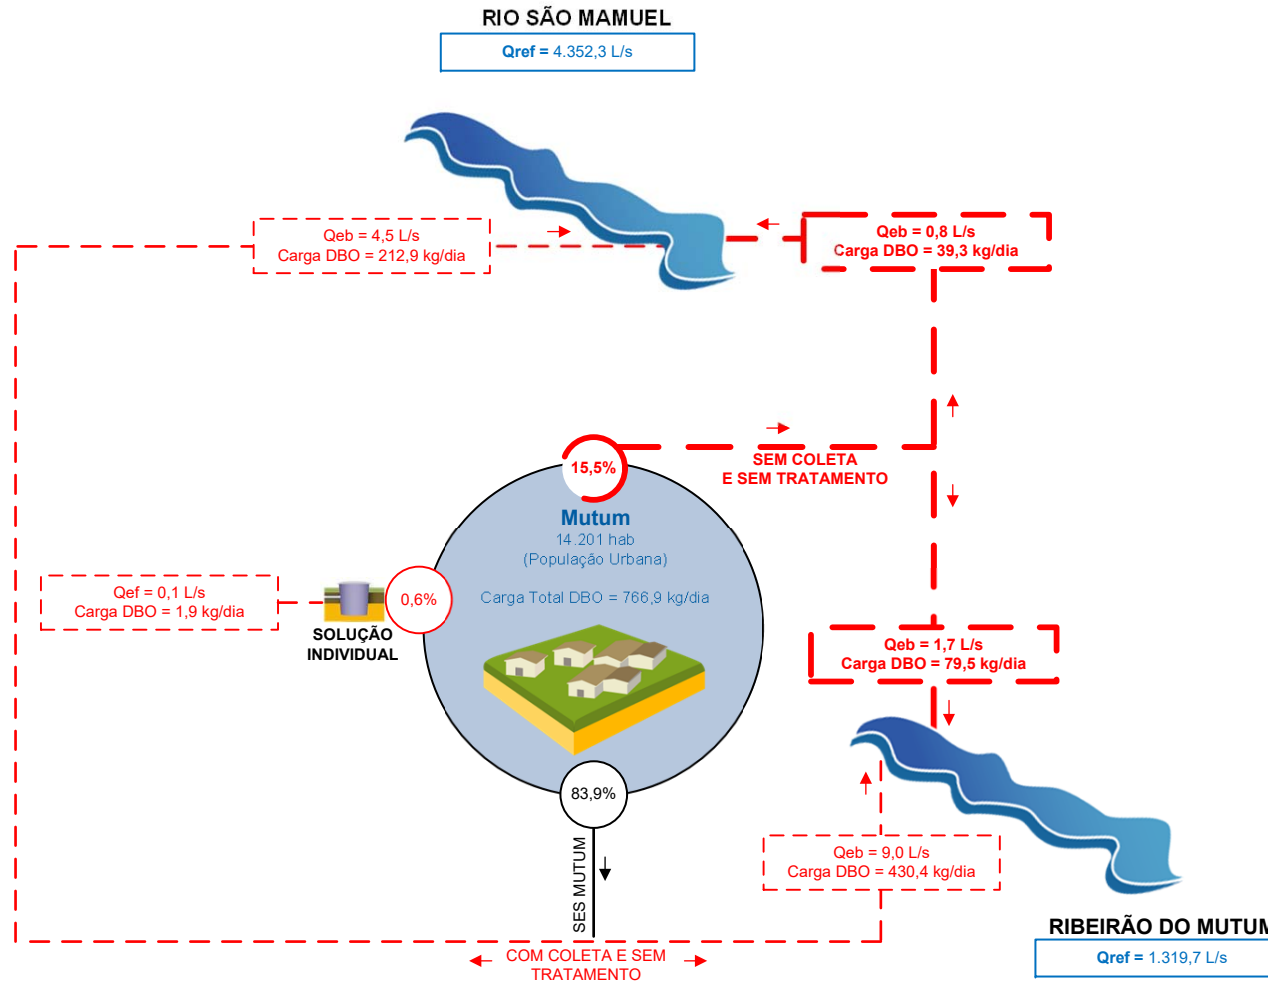 RIO SÃO MAMUEL
Qref = 4.352,3 L/s
Qeb = 4,5 L/s
Carga DBO = 212,9 kg/dia
Qeb = 0,8 L/s
Carga DBO = 39,3 kg/dia
15,5%
SEM COLETA
E SEM TRATAMENTO
Mutum
14.201 hab
(População Urbana)
Carga Total DBO = 766,9 kg/dia
Qef = 0,1 L/s
Carga DBO = 1,9 kg/dia
0,6%
SOLUÇÃO
INDIVIDUAL
Qeb = 1,7 L/s
Carga DBO = 79,5 kg/dia
83,9%
SES MUTUM
Qeb = 9,0 L/s
Carga DBO = 430,4 kg/dia
COM COLETA E SEM
TRATAMENTO
RIBEIRÃO DO MUTUM
Qref = 1.319,7 L/s